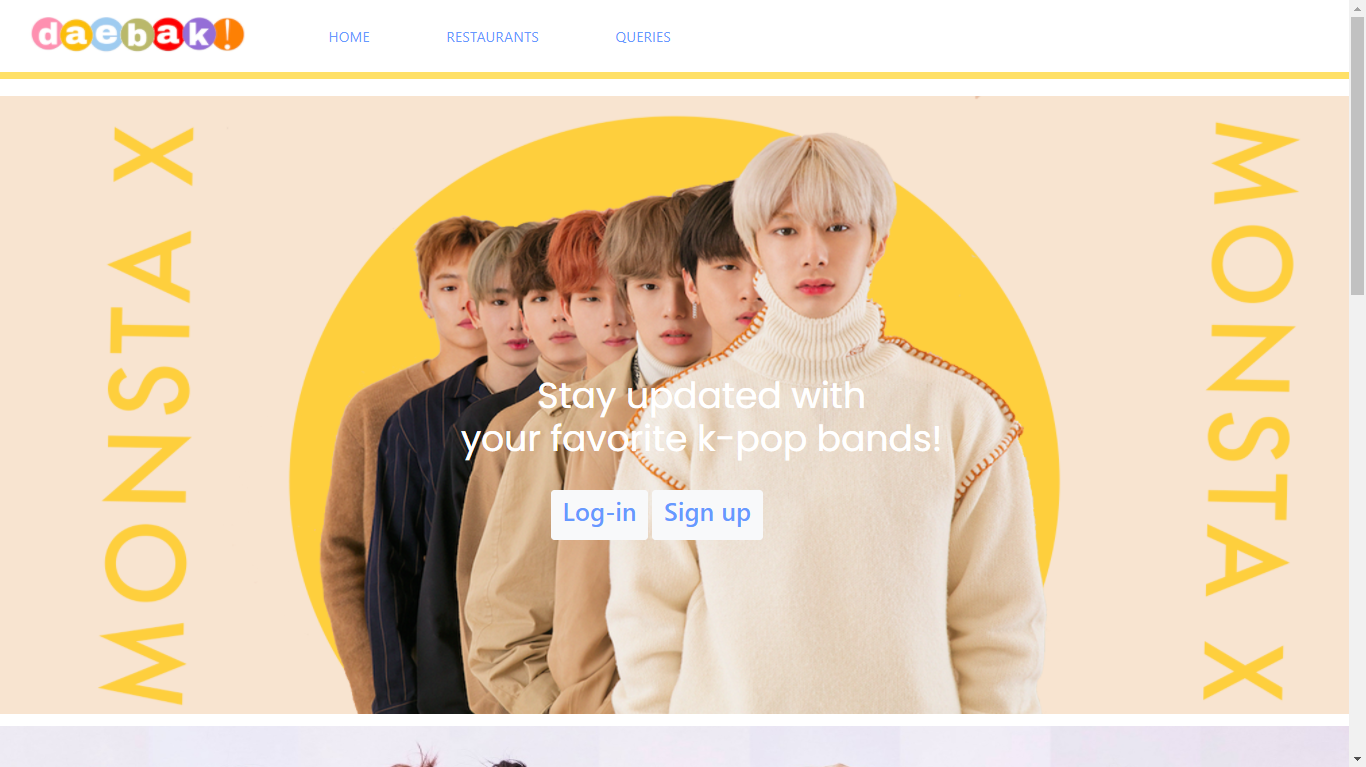 daebak!
HOME
RESTAURANTS
QUERIES
MONSTA X
MONSTA X
Stay updated with
your favorite k-pop bands!
Log-in
Sign up